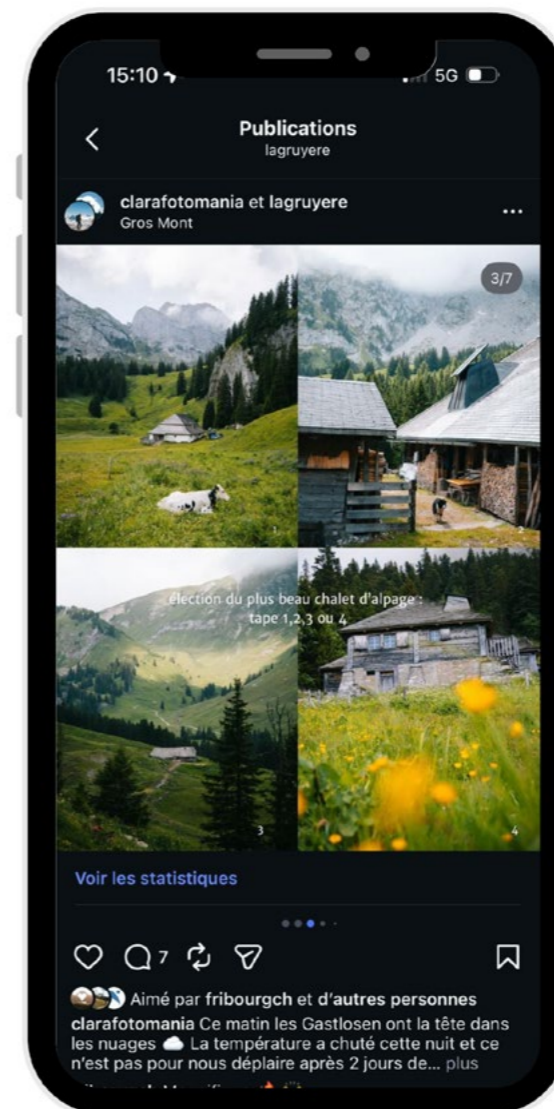 15:10
5G
Publications
lagruyere
clarafotomania et lagruyere
Gros Mont
3/7
élection du plus beau chalet d'alpage :
tape 1,2,3 ou 4
3
4
Voir les statistiques
7
Aimé par fribourgch et d'autres personnes
clarafotomania Ce matin les Gastlosen ont la tête dans
les nuages ☁️ La température a chuté cette nuit et ce
n'est pas pour nous déplaire après 2 jours de... plus